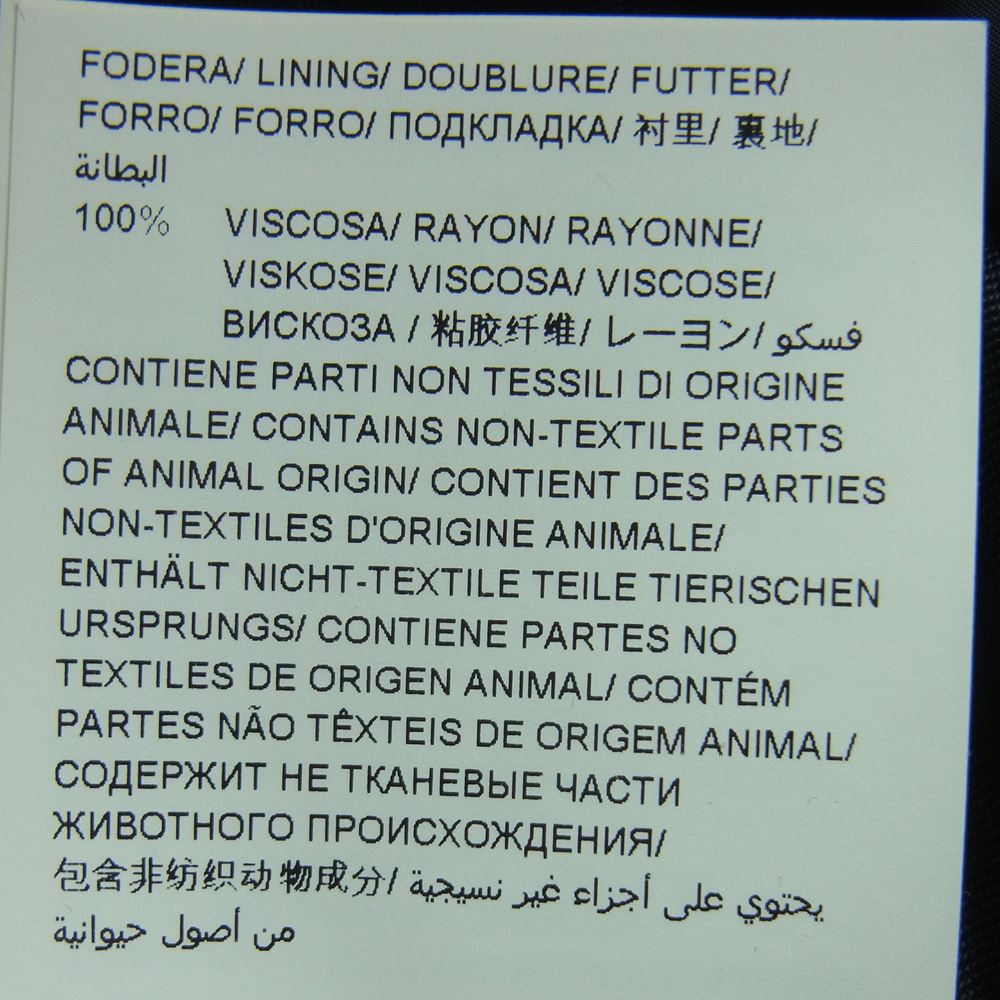 FODERA/ LINING/ DOUBLURE/ FUTTER/
FORRO/ FORRO/ ПОДКЛАДКА/ 衬里/ 裏地/
البطانة
100% VISCOSA/ RAYON/ RAYONNE/
VISKOSE/ VISCOSA/ VISCOSE/
ВИСКОЗА / 粘胶纤维/ レーヨン/ فسكو
CONTIENE PARTI NON TESSILI DI ORIGINE
ANIMALE/ CONTAINS NON-TEXTILE PARTS
OF ANIMAL ORIGIN/ CONTIENT DES PARTIES
NON-TEXTILES D'ORIGINE ANIMALE/
ENTHÄLT NICHT-TEXTILE TEILE TIERISCHEN
URSPRUNGS/ CONTIENE PARTES NO
TEXTILES DE ORIGEN ANIMAL/ CONTÉM
PARTES NÃO TÊXTEIS DE ORIGEM ANIMAL/
СОДЕРЖИТ НЕ ТКАНЕВЫЕ ЧАСТИ
ЖИВОТНОГО ПРОИСХОЖДЕНИЯ/
包含非纺织动物成分/ يحتوي على أجزاء غير نسيجية
من أصول حيوانية